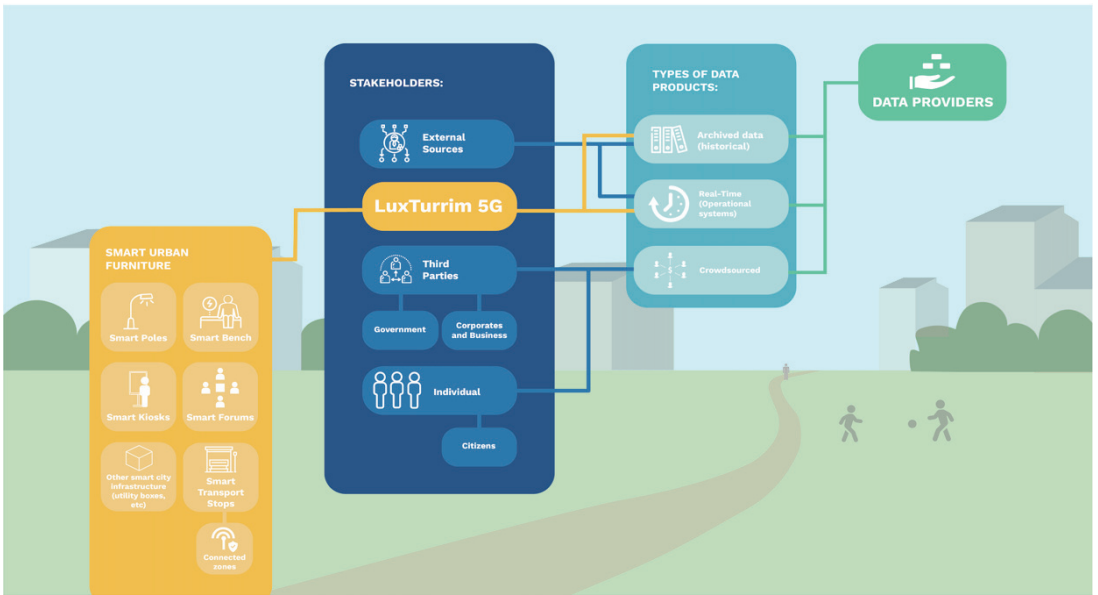 STAKEHOLDERS:
External
Sources
LuxTurrim 5G
Third
Parties
Government
Corporates
and Business
Individual
Citizens
TYPES OF DATA
PRODUCTS:
Archived data
(historical)
Real-Time
(Operational
systems)
Crowdsourced
DATA PROVIDERS
SMART URBAN
FURNITURE
Smart Poles
Smart Bench
Smart Kiosks
Smart Forums
Other smart city
infrastructure
(utility boxes,
etc)
Smart
Transport
Stops
Connected
zones